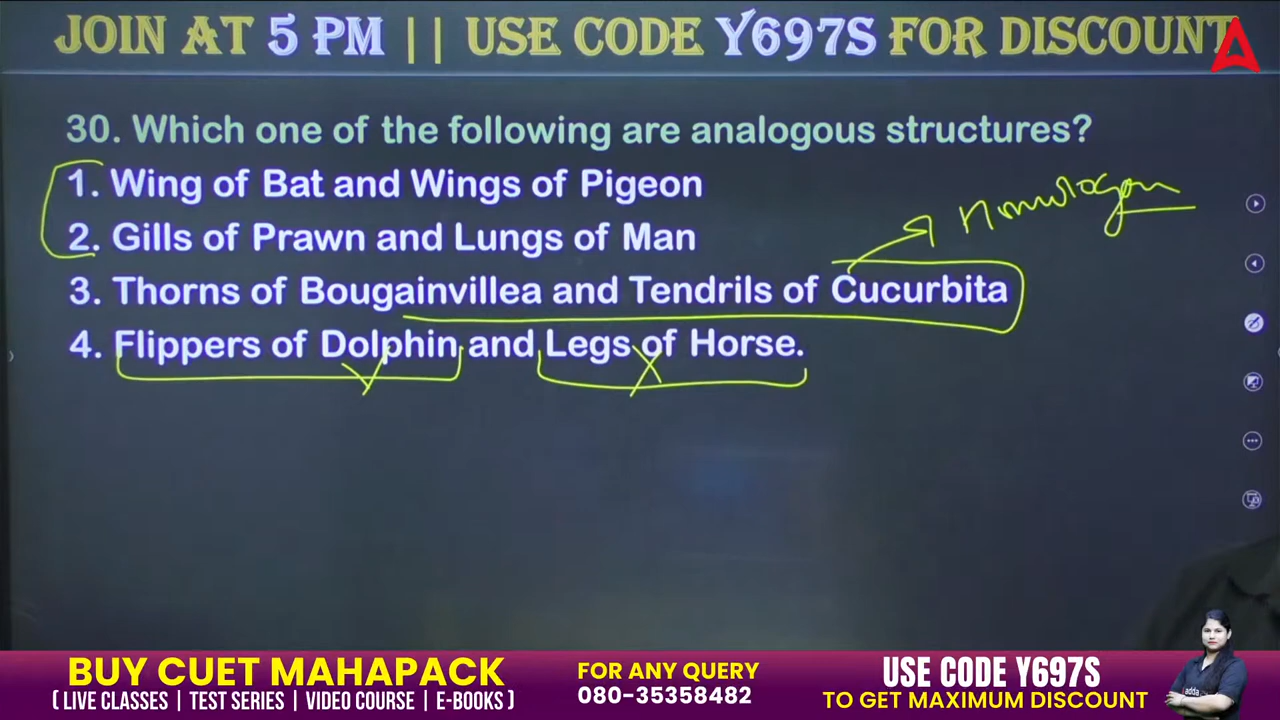 JOIN AT 5 PM || USE CODE Y697S FOR DISCOUNT
30. Which one of the following are analogous structures?
1. Wing of Bat and Wings of Pigeon
2. Gills of Prawn and Lungs of Man
3. Thorns of Bougainvillea and Tendrils of Cucurbita
4. Flippers of Dolphin and Legs of Horse.
BUY CUET MAHAPACK
( LIVE CLASSES | TEST SERIES | VIDEO COURSE | E-BOOKS )
FOR ANY QUERY
080-35358482
USE CODE Y697S
TO GET MAXIMUM DISCOUNT
adda